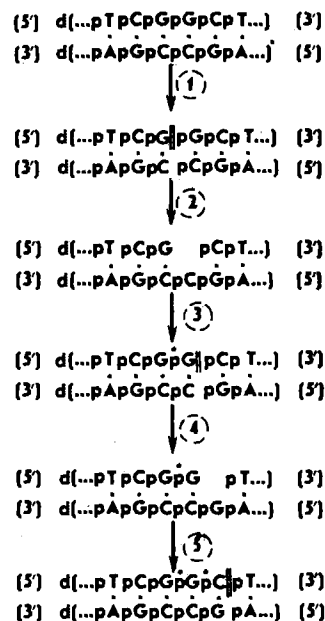 (5') d(...pTpCpGpGpCpT...) (3')
(3') d(...pApGpCpCpGpA...) (5')
1
(5') d(...pTpCpG pGpCpT...) (3')
(3') d(...pApGpC pCpGpA...) (5')
2
(5') d(...pTpCpG pCpT...) (3')
(3') d(...pApGpCpCpGpA...) (5')
3
(5') d(...pTpCpGpG pCpT...) (3')
(3') d(...pApGpCpC pGpA...) (5')
4
(5') d(...pTpCpGpG pT...) (3')
(3') d(...pApGpCpCpGpA...) (5')
5
(5') d(...pTpCpGpGpC pT...) (3')
(3') d(...pApGpCpCpG pA...) (5')